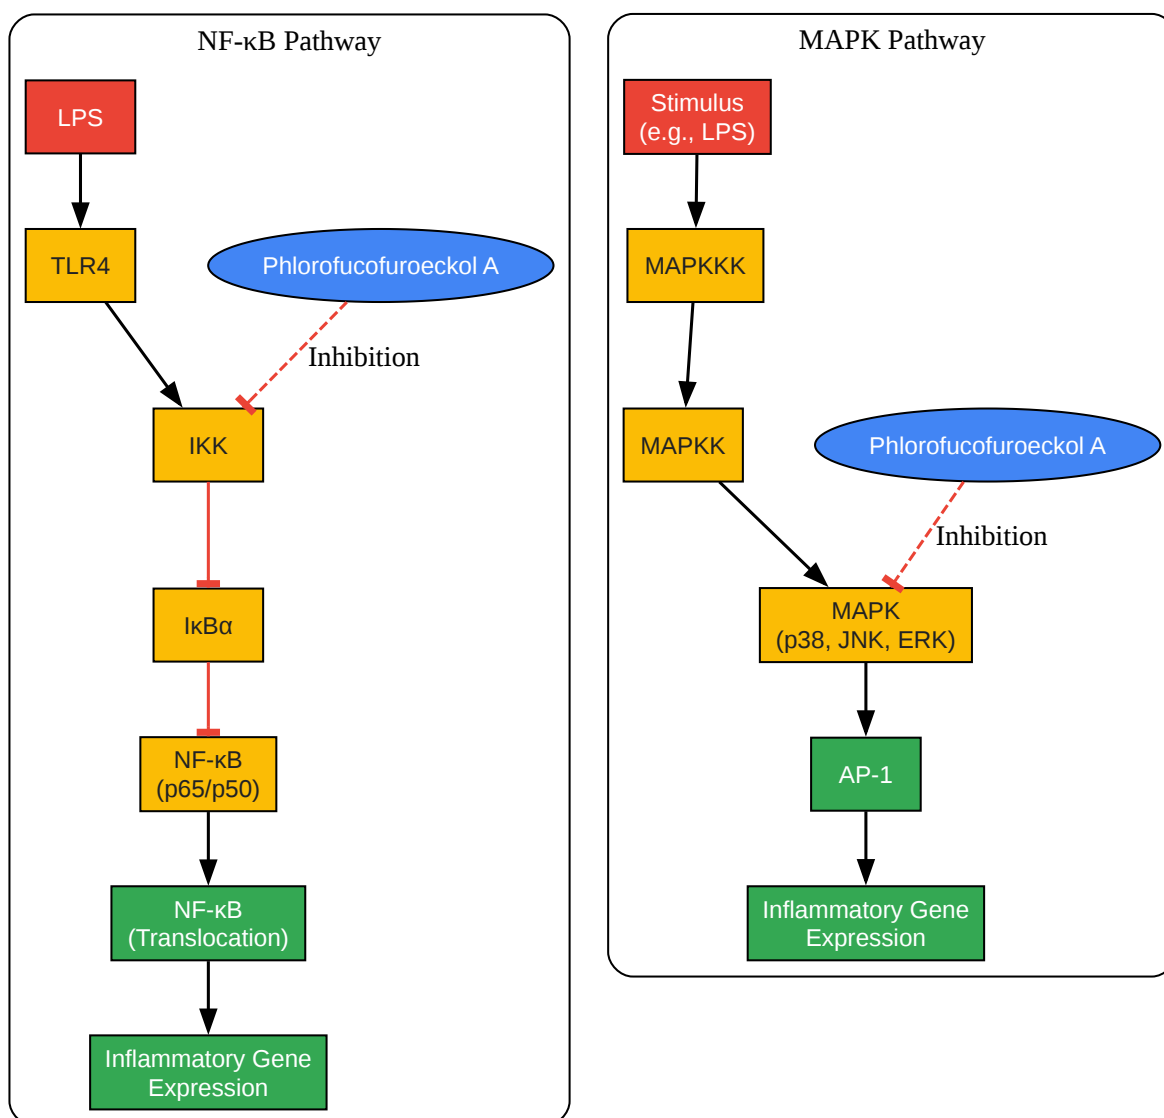 NF-κB Pathway
LPS
TLR4
Phlorofucofuroeckol A
Inhibition
IKK
IκBα
NF-κB
(p65/p50)
NF-κB
(Translocation)
Inflammatory Gene
Expression
MAPK Pathway
Stimulus
(e.g., LPS)
MAPKKK
MAPKK
Phlorofucofuroeckol A
Inhibition
MAPK
(p38, JNK, ERK)
AP-1
Inflammatory Gene
Expression